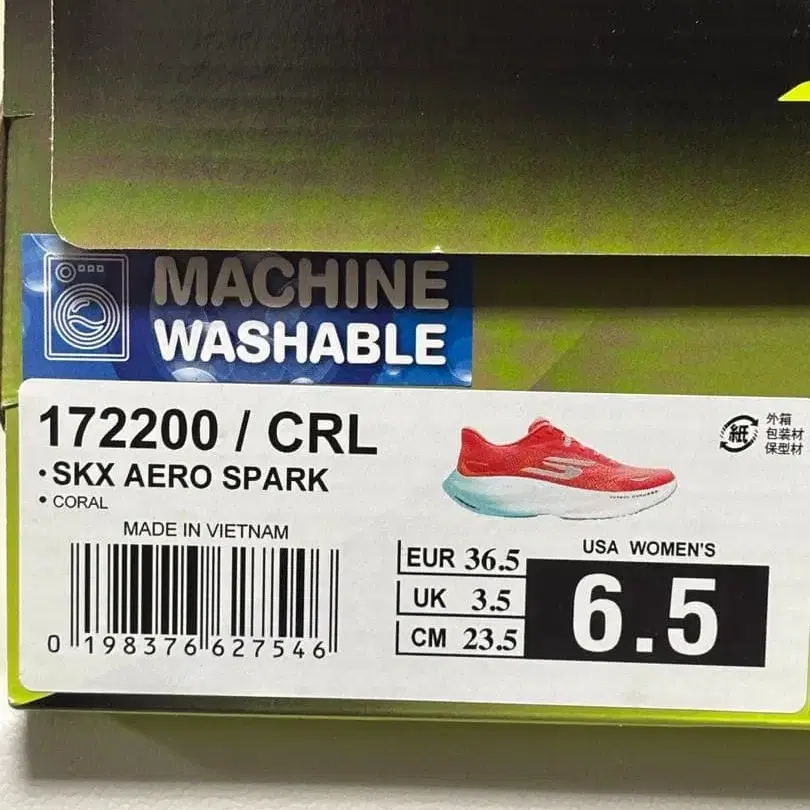 MACHINE
WASHABLE
172200 / CRL
• SKX AERO SPARK
• CORAL
MADE IN VIETNAM
0 198376 627546
EUR 36.5
UK 3.5
CM 23.5
USA WOMEN'S
6.5
紙
外箱
包装材
保型材